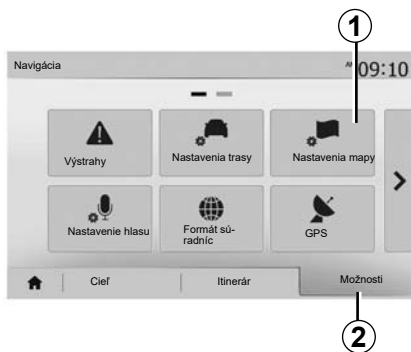 1
Navigácia
AM 09:10
Výstrahy
Nastavenia trasy
Nastavenia mapy
Nastavenie hlasu
Formát sú-
radníc
GPS
Cieľ
Itinerár
Možnosti
2